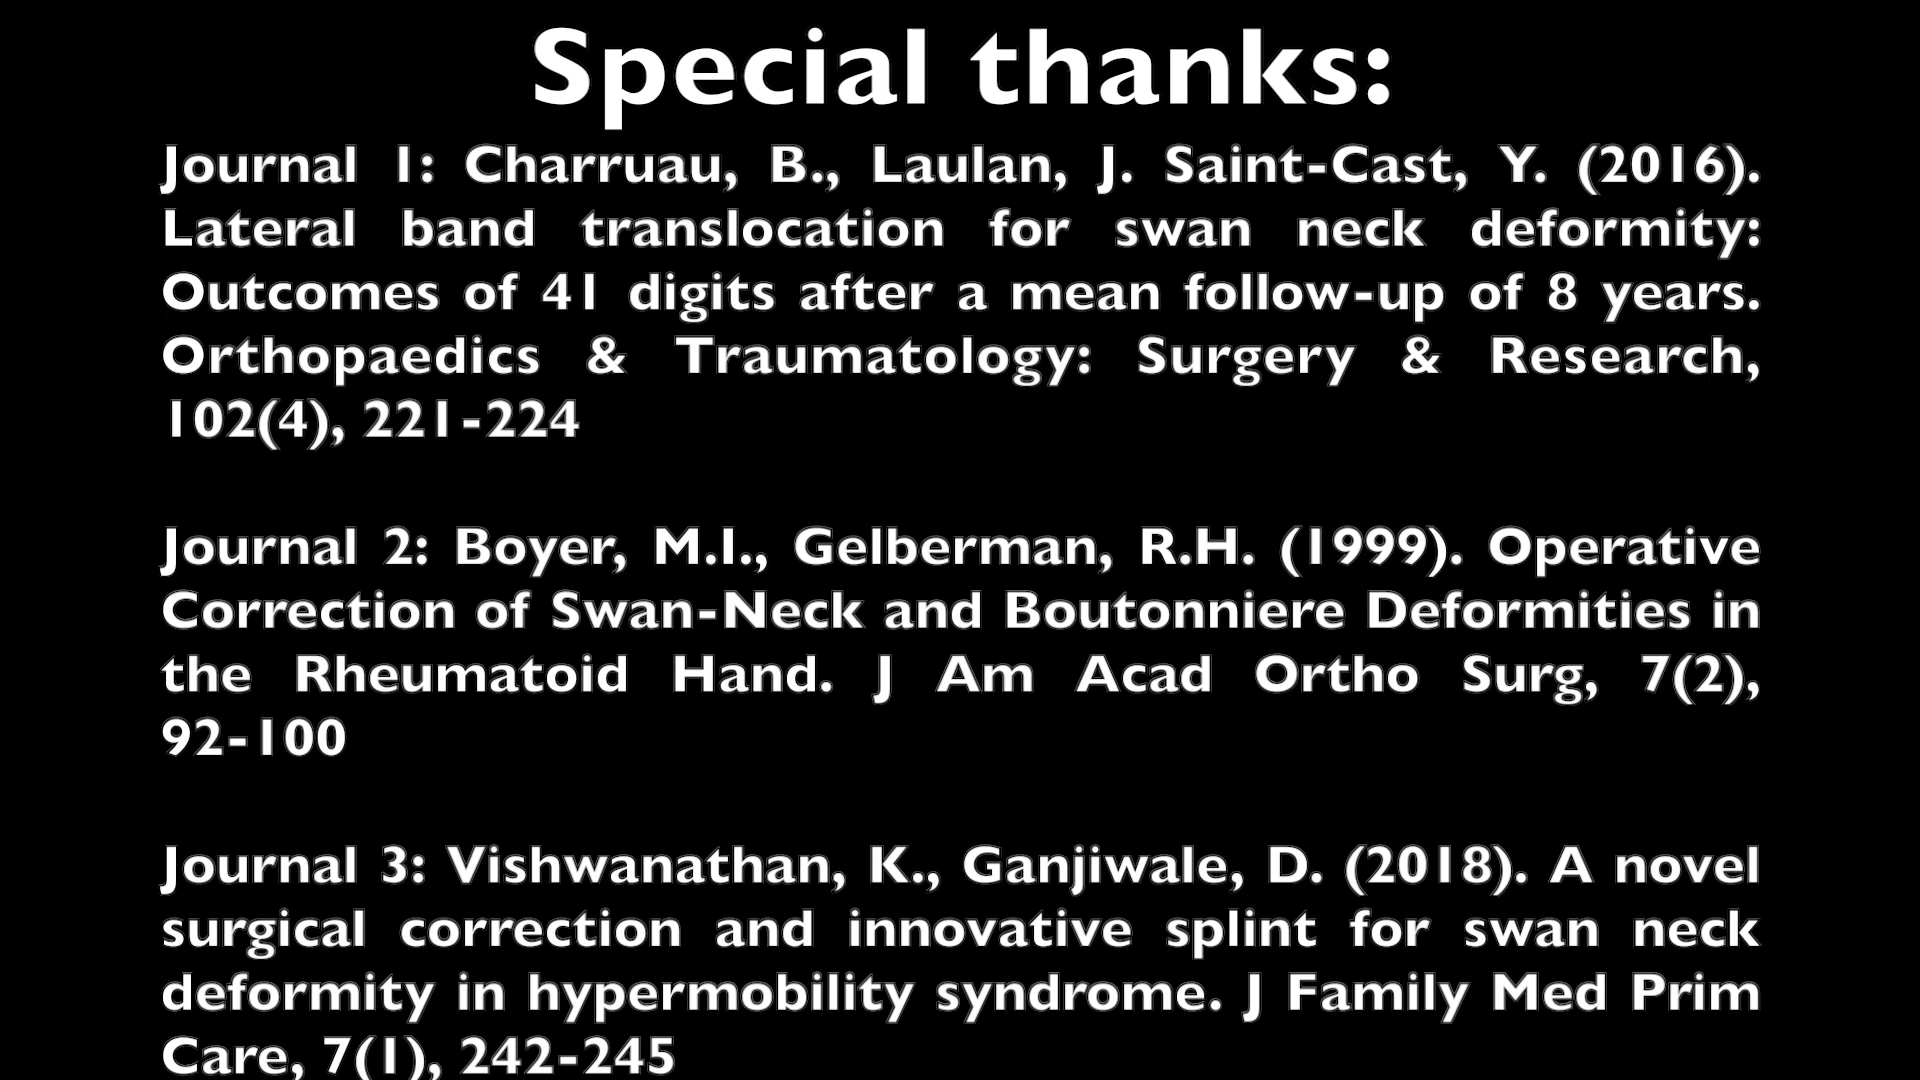 Special thanks:
Journal 1: Charruau, B., Laulan, J. Saint-Cast, Y. (2016).
Lateral band translocation for swan neck deformity:
Outcomes of 41 digits after a mean follow-up of 8 years.
Orthopaedics & Traumatology: Surgery & Research,
102(4), 221-224
Journal 2: Boyer, M.I., Gelberman, R.H. (1999). Operative
Correction of Swan-Neck and Boutonniere Deformities in
the Rheumatoid Hand. J Am Acad Ortho Surg, 7(2),
92-100
Journal 3: Vishwanathan, K., Ganjiwale, D. (2018). A novel
surgical correction and innovative splint for swan neck
deformity in hypermobility syndrome. J Family Med Prim
Care, 7(1), 242-245